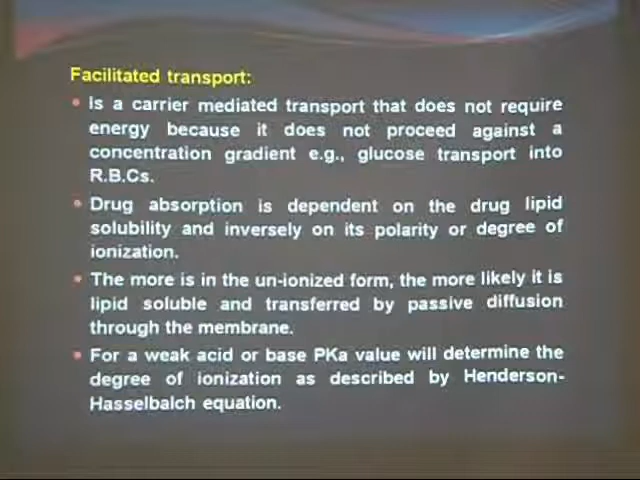 Facilitated transport:
• Is a carrier mediated transport that does not require
energy because it does not proceed against a
concentration gradient e.g., glucose transport into
R.B.Cs.
• Drug absorption is dependent on the drug lipid
solubility and inversely on its polarity or degree of
ionization.
• The more is in the un-ionized form, the more likely it is
lipid soluble and transferred by passive diffusion
through the membrane.
• For a weak acid or base PKa value will determine the
degree of ionization as described by Henderson-
Hasselbalch equation.